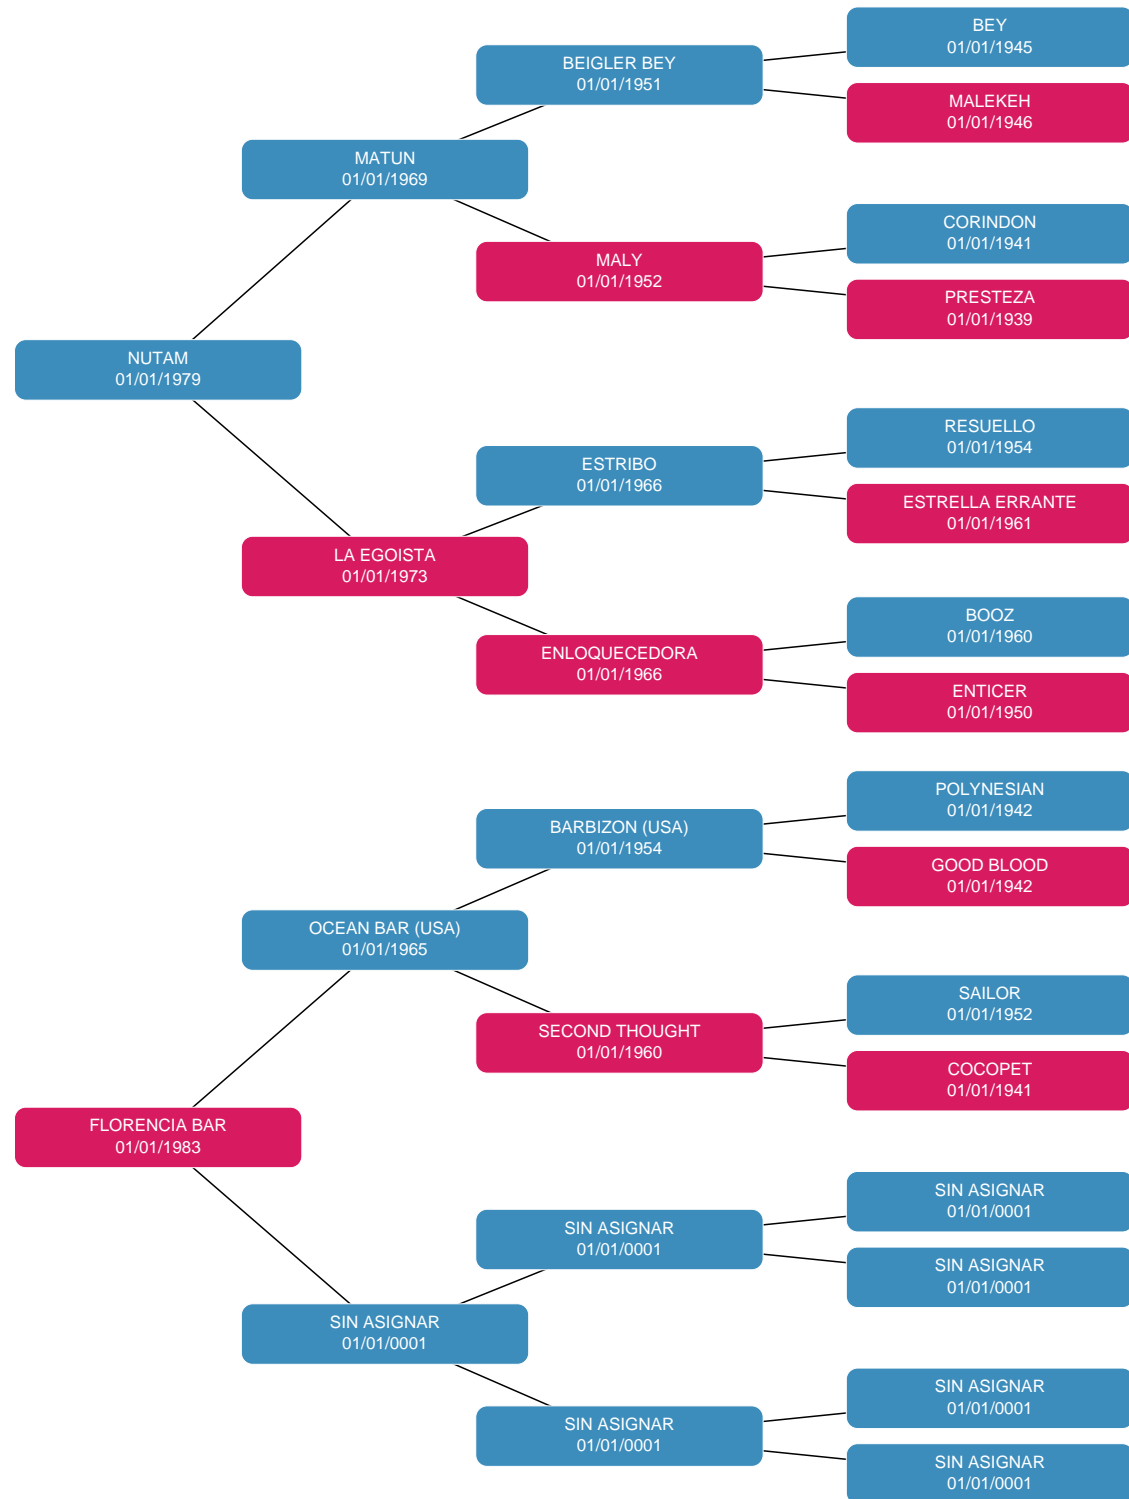 BEY
01/01/1945
BEIGLER BEY
01/01/1951
MALEKEH
01/01/1946
MATUN
01/01/1969
CORINDON
01/01/1941
MALY
01/01/1952
PRESTEZA
01/01/1939
NUTAM
01/01/1979
RESUELLO
01/01/1954
ESTRIBO
01/01/1966
ESTRELLA ERRANTE
01/01/1961
LA EGOISTA
01/01/1973
BOOZ
01/01/1960
ENLOQUECEDORA
01/01/1966
ENTICER
01/01/1950
POLYNESIAN
01/01/1942
BARBIZON (USA)
01/01/1954
GOOD BLOOD
01/01/1942
OCEAN BAR (USA)
01/01/1965
SAILOR
01/01/1952
SECOND THOUGHT
01/01/1960
COCOPET
01/01/1941
FLORENCIA BAR
01/01/1983
SIN ASIGNAR
01/01/0001
SIN ASIGNAR
01/01/0001
SIN ASIGNAR
01/01/0001
SIN ASIGNAR
01/01/0001
SIN ASIGNAR
01/01/0001
SIN ASIGNAR
01/01/0001
SIN ASIGNAR
01/01/0001